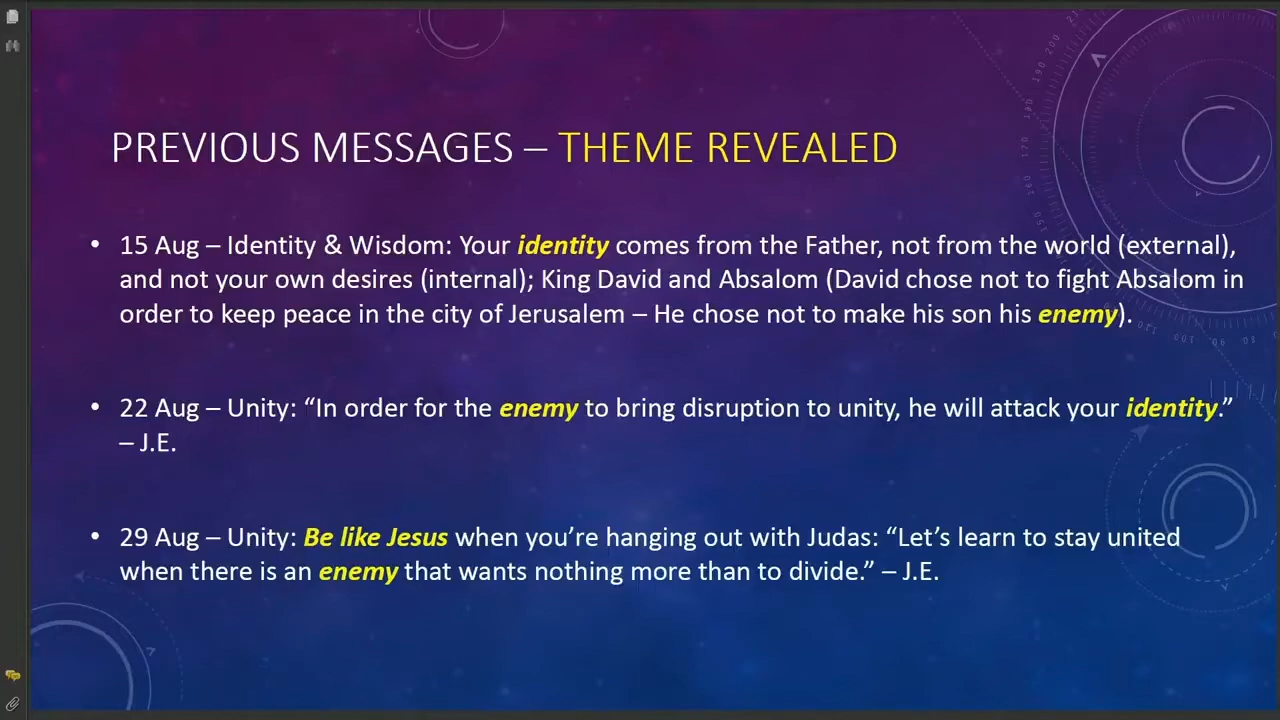 PREVIOUS MESSAGES – THEME REVEALED
• 15 Aug – Identity & Wisdom: Your identity comes from the Father, not from the world (external),
and not your own desires (internal); King David and Absalom (David chose not to fight Absalom in
order to keep peace in the city of Jerusalem – He chose not to make his son his enemy).
• 22 Aug – Unity: “In order for the enemy to bring disruption to unity, he will attack your identity.”
– J.E.
• 29 Aug – Unity: Be like Jesus when you’re hanging out with Judas: “Let’s learn to stay united
when there is an enemy that wants nothing more than to divide.” – J.E.